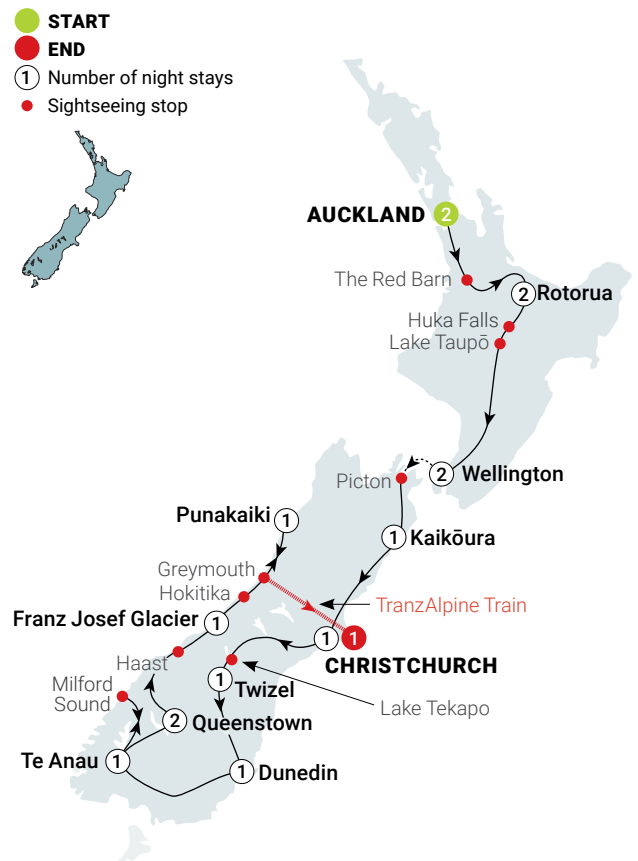 START
END
1 Number of night stays
Sightseeing stop
AUCKLAND 2
The Red Barn
2 Rotorua
Huka Falls
Lake Taupō
2 Wellington
Picton
Punakaiki 1
1 Kaikōura
Greymouth
Hokitika
TranzAlpine Train
Franz Josef Glacier 1
1 1
CHRISTCHURCH
Haast
1 Twizel
Milford
Sound
Lake Tekapo
2 Queenstown
Te Anau 1
1 Dunedin